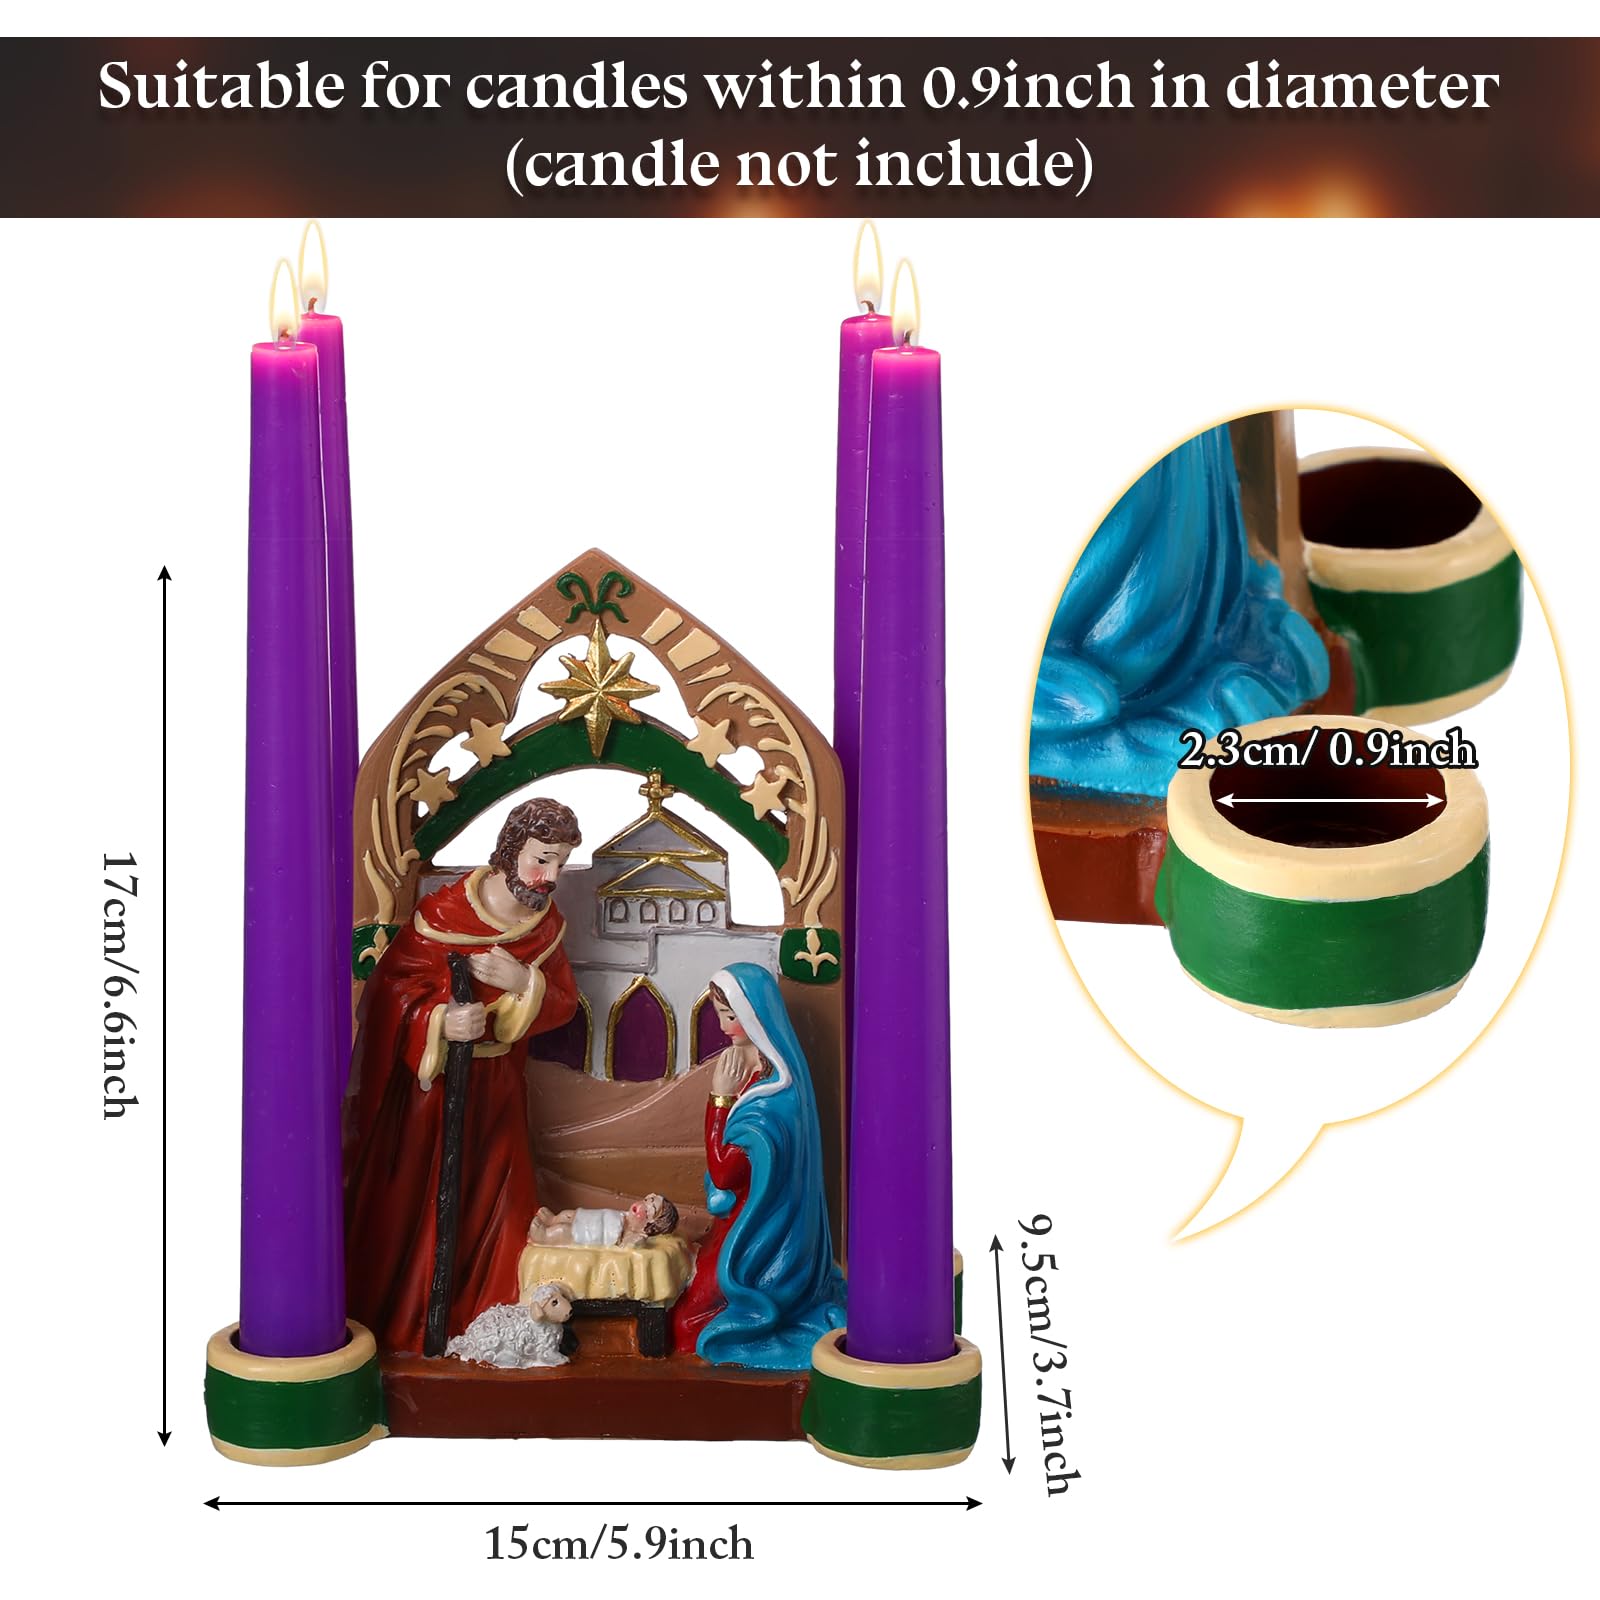 Suitable for candles within 0.9inch in diameter
(candle not include)
2.3cm/ 0.9inch
17cm/6.6inch
9.5cm/3.7inch
15cm/5.9inch